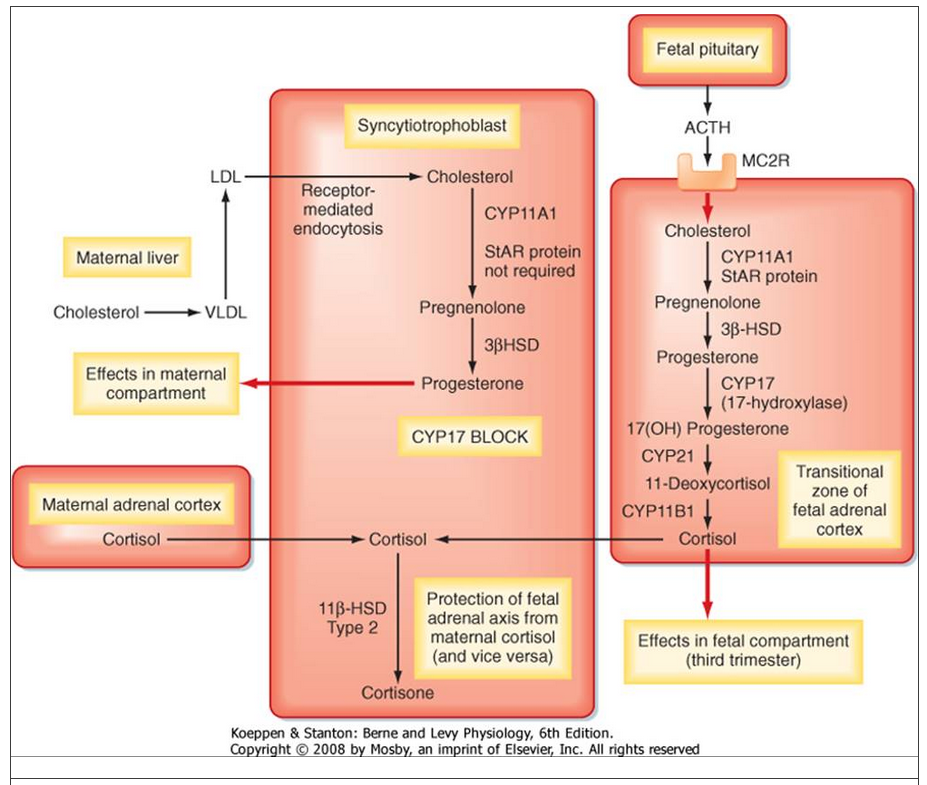 Fetal pituitary
ACTH
MC2R
Syncytiotrophoblast
LDL
Receptor-
mediated
endocytosis
Cholesterol
CYP11A1
StAR protein
not required
Pregnenolone
3βHSD
Progesterone
CYP17 BLOCK
Maternal liver
Cholesterol
VLDL
Effects in maternal
compartment
Maternal adrenal cortex
Cortisol
Cortisol
11β-HSD
Type 2
Cortisone
Protection of fetal
adrenal axis from
maternal cortisol
(and vice versa)
Cholesterol
CYP11A1
StAR protein
Pregnenolone
3β-HSD
Progesterone
CYP17
(17-hydroxylase)
17(OH) Progesterone
CYP21
11-Deoxycortisol
CYP11B1
Cortisol
Transitional
zone of
fetal adrenal
cortex
Effects in fetal compartment
(third trimester)
Koeppen & Stanton: Berne and Levy Physiology, 6th Edition.
Copyright © 2008 by Mosby, an imprint of Elsevier, Inc. All rights reserved